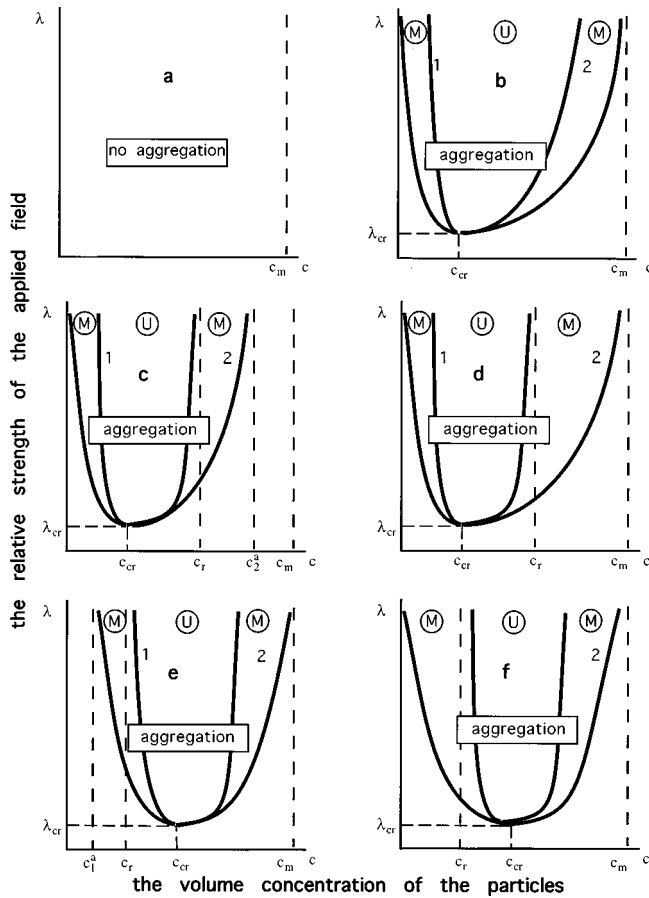 the relative strength of the applied field
λ
a
no aggregation
c_m c
λ
M U M
1 2
b
aggregation
λ_cr
c_cr c_m c
λ
M U M
1 2
c
aggregation
λ_cr
c_cr c_r c_2^a c_m c
λ
M U M
1 2
d
aggregation
λ_cr
c_cr c_r c_m c
λ
M U M
1 2
e
aggregation
λ_cr
c_1^a c_r c_cr c_m c
λ
M U M
2
f
aggregation
λ_cr
c_r c_cr c_m c
the volume concentration of the particles